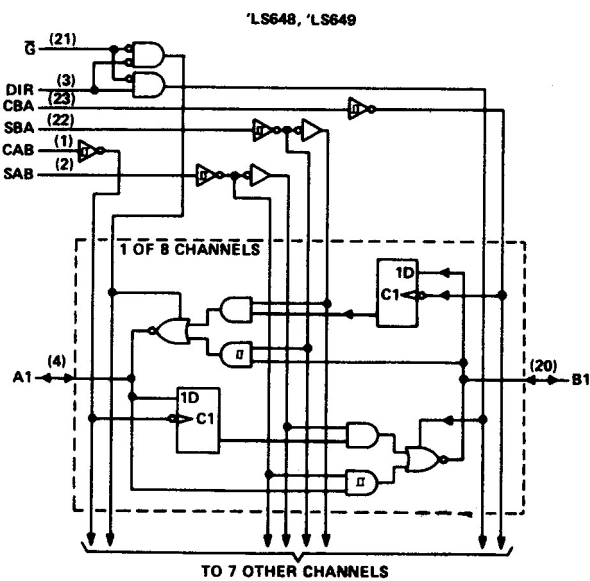 'LS648, 'LS649
G̅ (21)
DIR (3)
CBA (23)
SBA (22)
CAB (1)
SAB (2)
1 OF 8 CHANNELS
1D
C1
A1 (4)
(20) B1
1D
C1
TO 7 OTHER CHANNELS